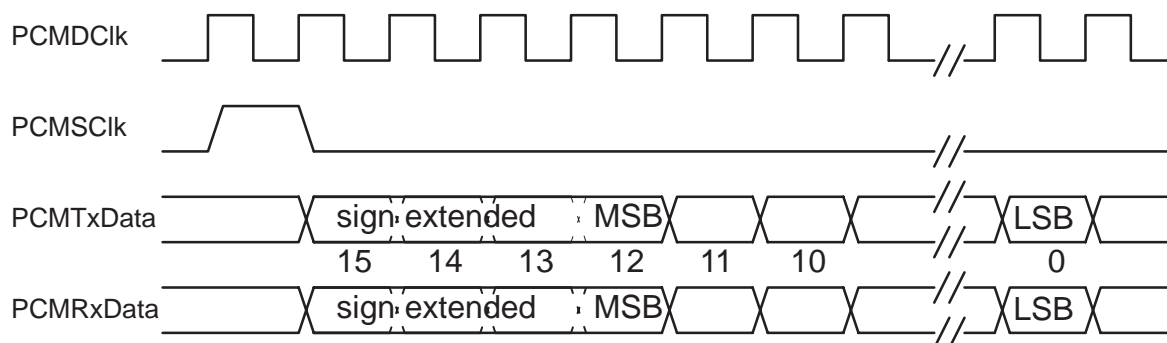 PCMDClk
PCMSClk
PCMTxData sign extended MSB LSB
15 14 13 12 11 10 0
PCMRxData sign extended MSB LSB